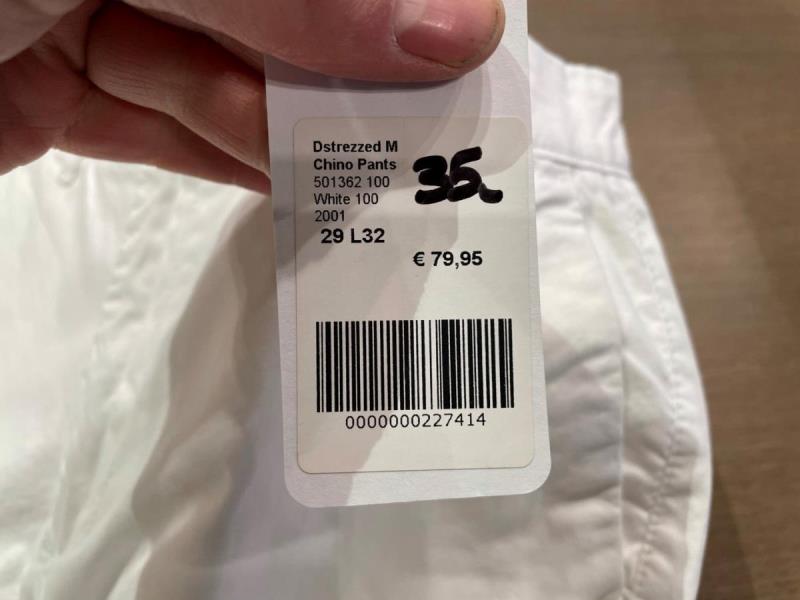 Dstrezzed M
Chino Pants
501362 100
White 100
2001
29 L32
35,
€ 79,95
0000000227414